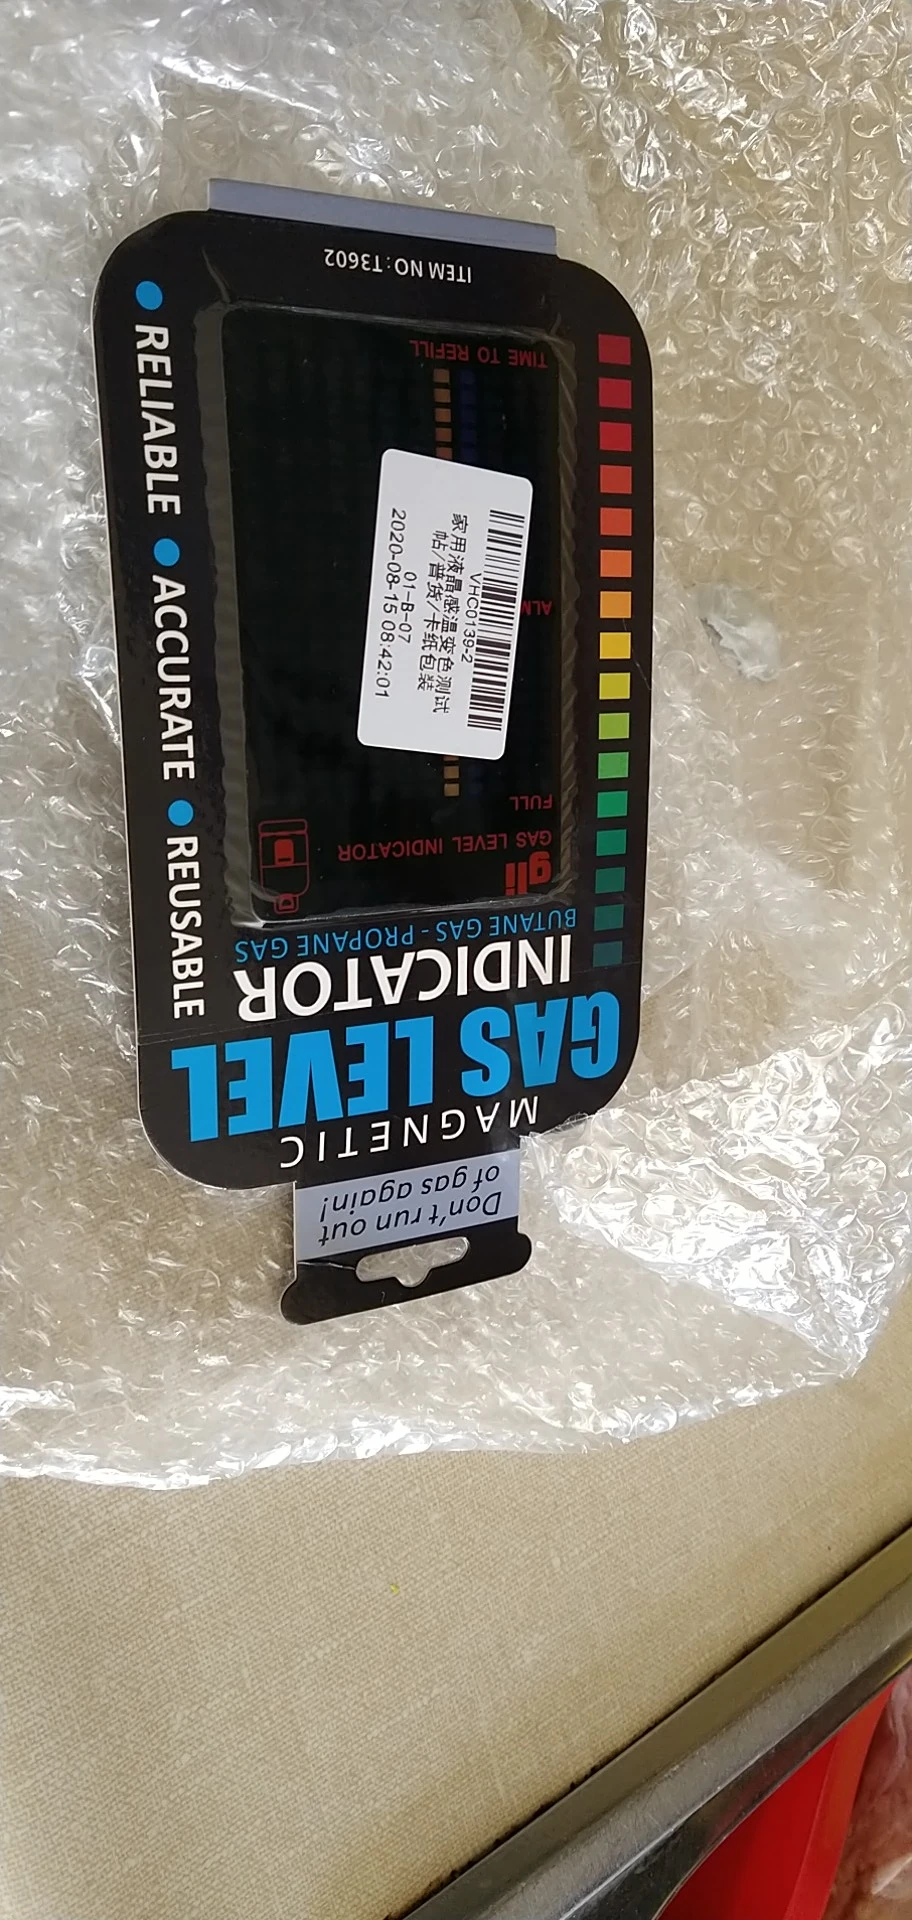 Don't run out
of gas again!
MAGNETIC
GAS LEVEL
INDICATOR
BUTANE GAS - PROPANE GAS
gli
GAS LEVEL INDICATOR
FULL
ALM
TIME TO REFILL
VHC0139-2
家用液晶感温变色测试
帖/普货/卡纸包装
01-B-07
2020-08-15 08:42:01
RELIABLE
ACCURATE
REUSABLE
ITEM NO:T3602